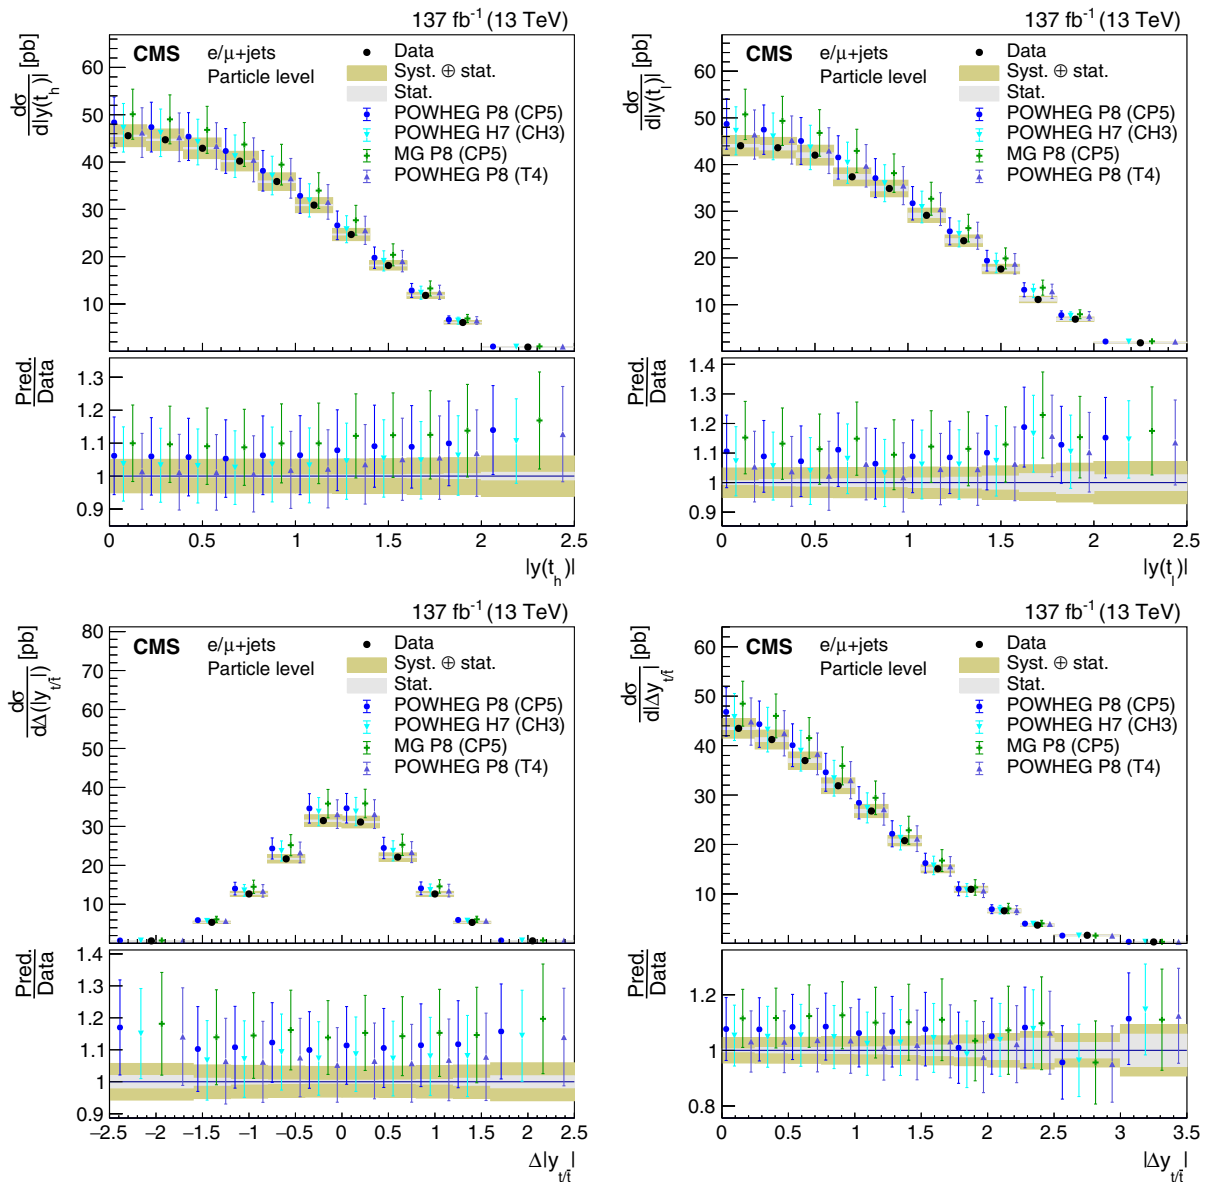 137 fb⁻¹ (13 TeV)
CMS e/μ+jets
Particle level
Data
Syst. ⊕ stat.
Stat.
POWHEG P8 (CP5)
POWHEG H7 (CH3)
MG P8 (CP5)
POWHEG P8 (T4)
dσ/d|y(t_h)| [pb]
60
50
40
30
20
10
Pred./Data
1.3
1.2
1.1
1
0.9
0 0.5 1 1.5 2 2.5
|y(t_h)|
137 fb⁻¹ (13 TeV)
CMS e/μ+jets
Particle level
Data
Syst. ⊕ stat.
Stat.
POWHEG P8 (CP5)
POWHEG H7 (CH3)
MG P8 (CP5)
POWHEG P8 (T4)
dσ/d|y(t_l)| [pb]
60
50
40
30
20
10
Pred./Data
1.4
1.3
1.2
1.1
1
0.9
0 0.5 1 1.5 2 2.5
|y(t_l)|
137 fb⁻¹ (13 TeV)
CMS e/μ+jets
Particle level
Data
Syst. ⊕ stat.
Stat.
POWHEG P8 (CP5)
POWHEG H7 (CH3)
MG P8 (CP5)
POWHEG P8 (T4)
dσ/dΔ(|y_t/t̄|) [pb]
80
70
60
50
40
30
20
10
Pred./Data
1.4
1.3
1.2
1.1
1
0.9
−2.5 −2 −1.5 −1 −0.5 0 0.5 1 1.5 2 2.5
Δ|y_t/t̄|
137 fb⁻¹ (13 TeV)
CMS e/μ+jets
Particle level
Data
Syst. ⊕ stat.
Stat.
POWHEG P8 (CP5)
POWHEG H7 (CH3)
MG P8 (CP5)
POWHEG P8 (T4)
dσ/d|Δy_t/t̄| [pb]
60
50
40
30
20
10
Pred./Data
1.2
1
0.8
0 0.5 1 1.5 2 2.5 3 3.5
|Δy_t/t̄|